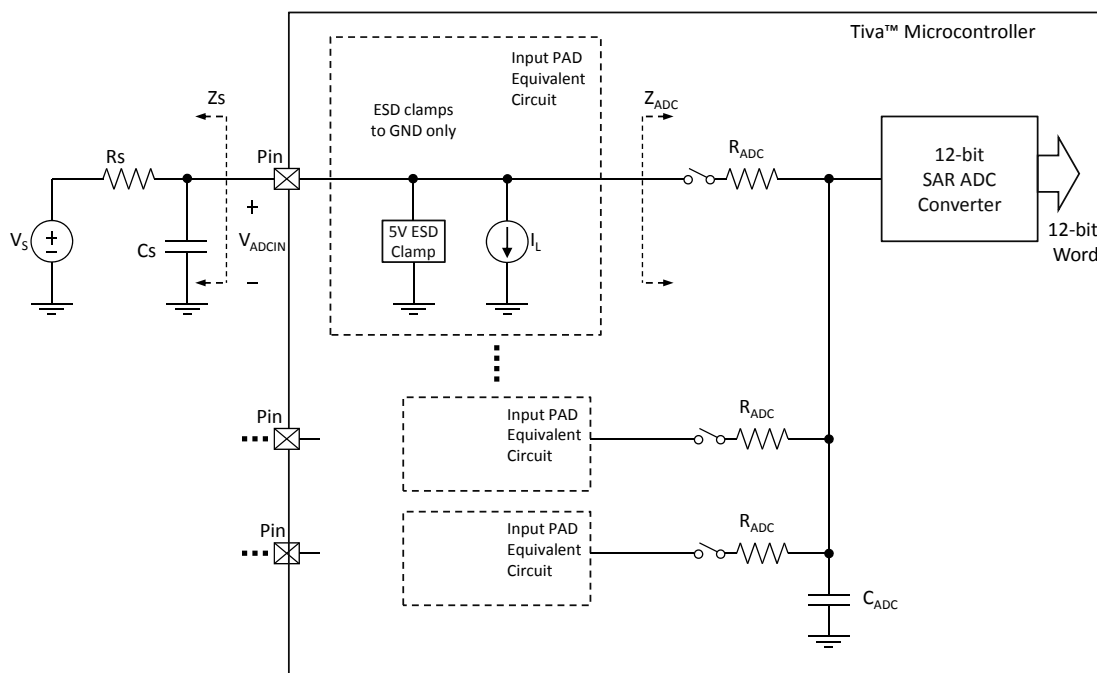 Tiva™ Microcontroller
Input PAD
Equivalent
Circuit
Zs
ESD clamps
to GND only
Z_ADC
Rs
Pin
R_ADC
12-bit
SAR ADC
Converter
V_S
+
−
Cs
+
V_ADCIN
−
5V ESD
Clamp
I_L
12-bit
Word
Pin
Input PAD
Equivalent
Circuit
R_ADC
Pin
Input PAD
Equivalent
Circuit
R_ADC
C_ADC